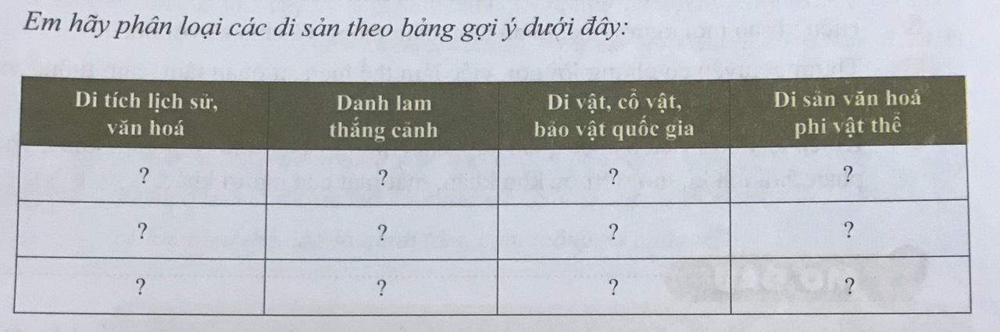 Em hãy phân loại các di sản theo bảng gợi ý dưới đây:
Di tích lịch sử,
văn hoá
Danh lam
thắng cảnh
Di vật, cổ vật,
bảo vật quốc gia
Di sản văn hoá
phi vật thể
? ? ? ?
? ? ? ?
? ? ? ?